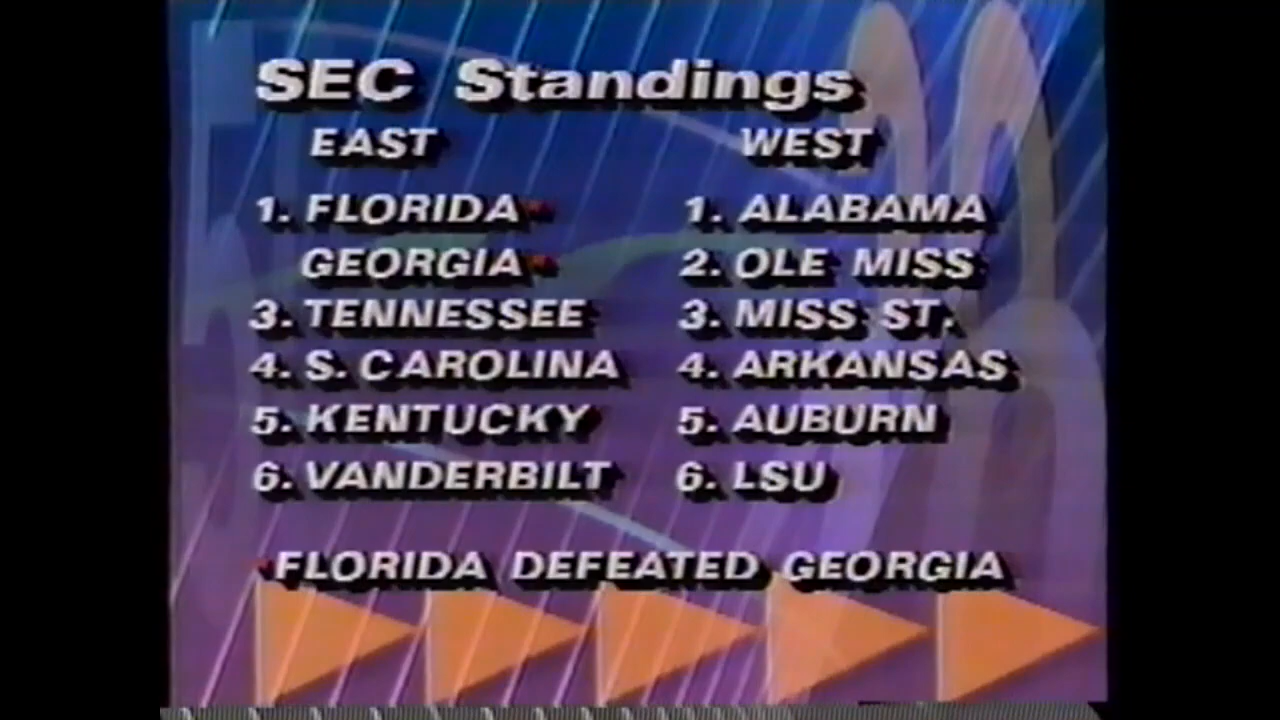 SEC Standings
EAST WEST
1. FLORIDA* 1. ALABAMA
GEORGIA* 2. OLE MISS
3. TENNESSEE 3. MISS ST.
4. S. CAROLINA 4. ARKANSAS
5. KENTUCKY 5. AUBURN
6. VANDERBILT 6. LSU
*FLORIDA DEFEATED GEORGIA